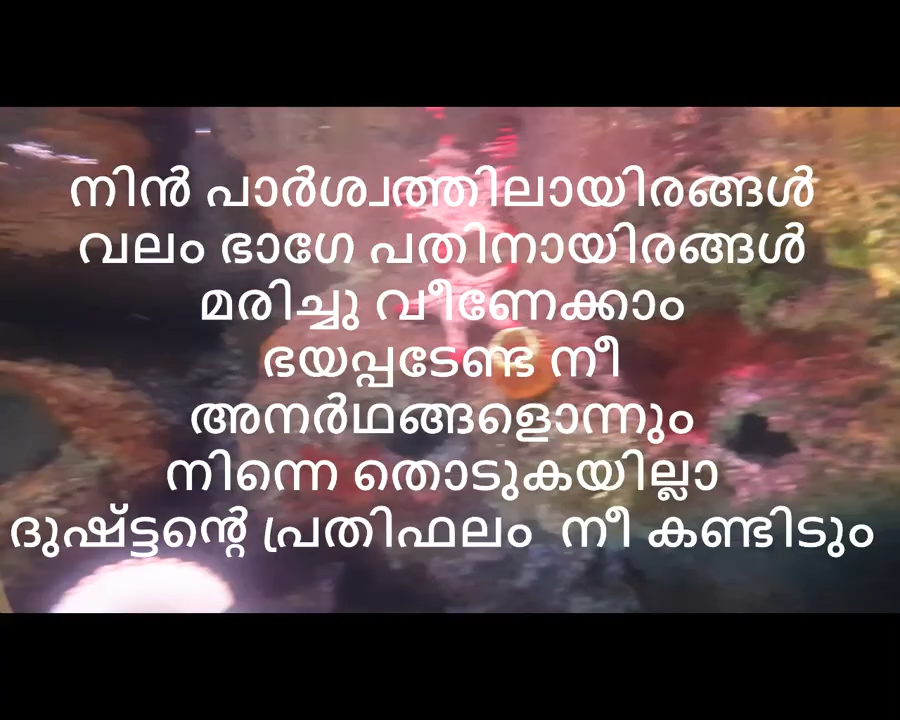 നിൻ പാർശ്വത്തിലായിരങ്ങൾ
വലം ഭാഗേ പതിനായിരങ്ങൾ
മരിച്ചു വീണേക്കാം
ഭയപ്പടേണ്ട നീ
അനർഥങ്ങളൊന്നും
നിന്നെ തൊടുകയില്ലാ
ദുഷ്ട്ടന്റെ പ്രതിഫലം  നീ കണ്ടിടും